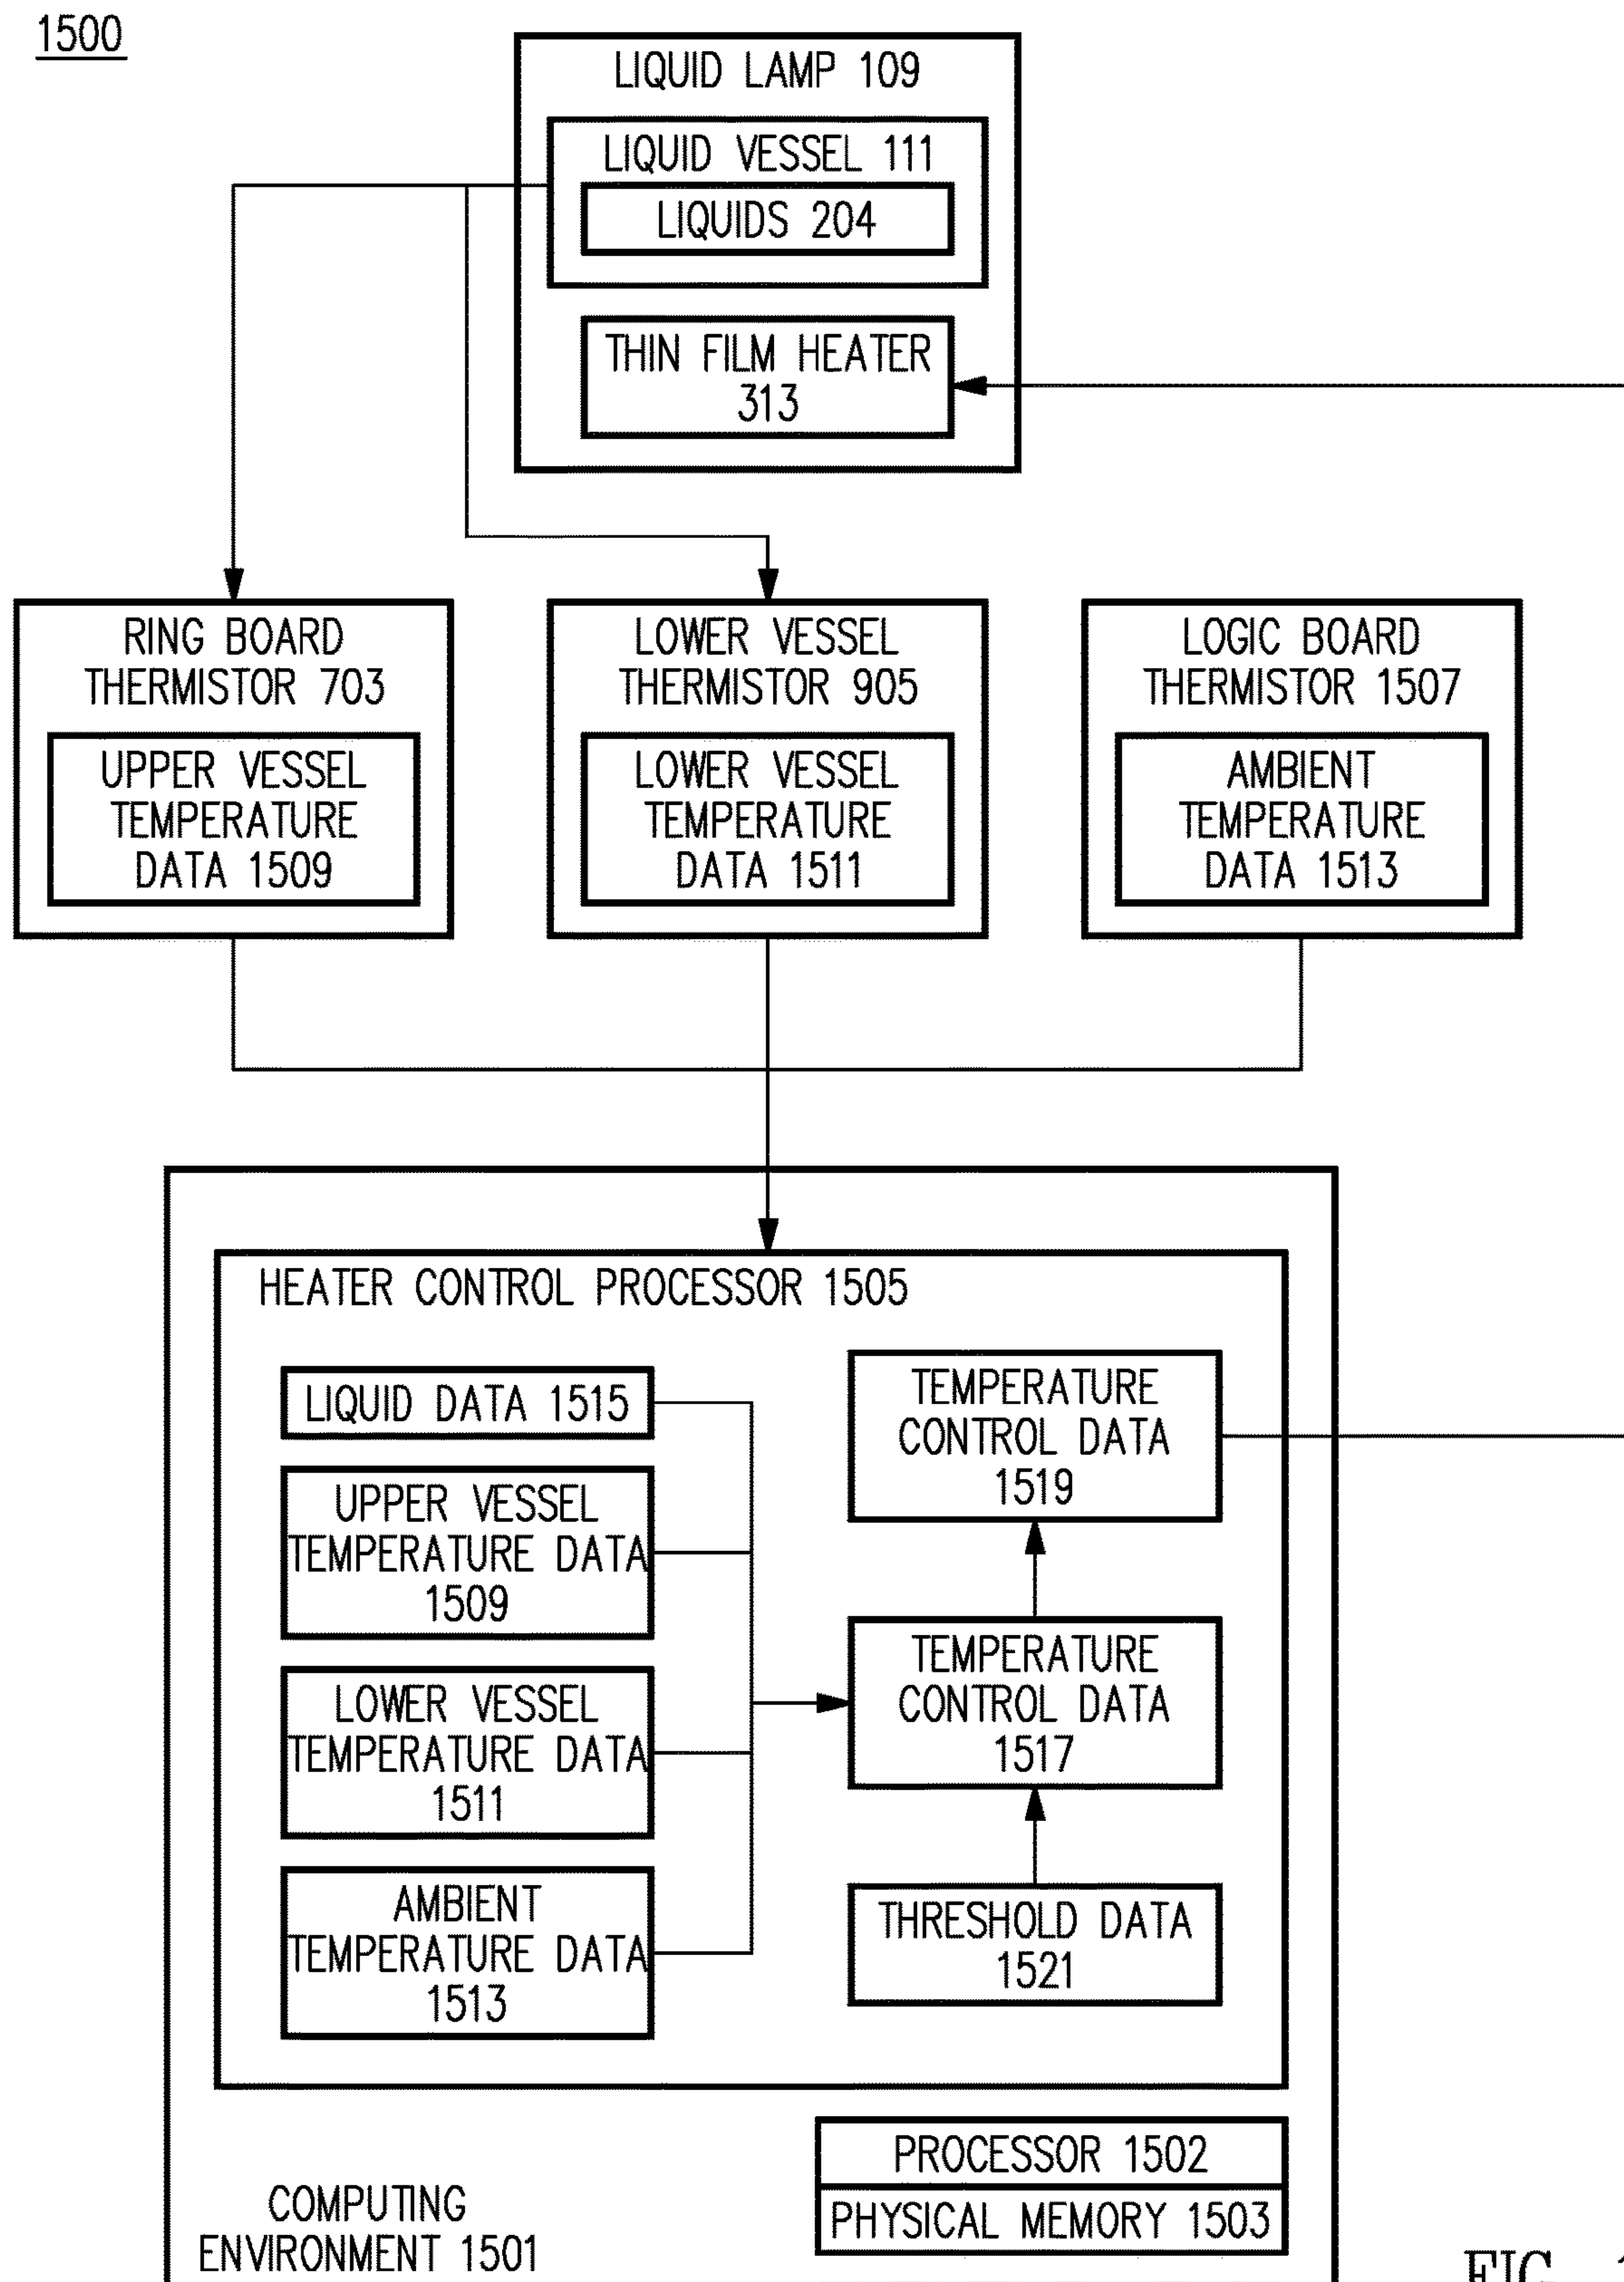 1500
LIQUID LAMP 109
LIQUID VESSEL 111
LIQUIDS 204
THIN FILM HEATER
313
RING BOARD
THERMISTOR 703
UPPER VESSEL
TEMPERATURE
DATA 1509
LOWER VESSEL
THERMISTOR 905
LOWER VESSEL
TEMPERATURE
DATA 1511
LOGIC BOARD
THERMISTOR 1507
AMBIENT
TEMPERATURE
DATA 1513
HEATER CONTROL PROCESSOR 1505
LIQUID DATA 1515
UPPER VESSEL
TEMPERATURE DATA
1509
LOWER VESSEL
TEMPERATURE DATA
1511
AMBIENT
TEMPERATURE DATA
1513
TEMPERATURE
CONTROL DATA
1519
TEMPERATURE
CONTROL DATA
1517
THRESHOLD DATA
1521
PROCESSOR 1502
PHYSICAL MEMORY 1503
COMPUTING
ENVIRONMENT 1501
FIG.